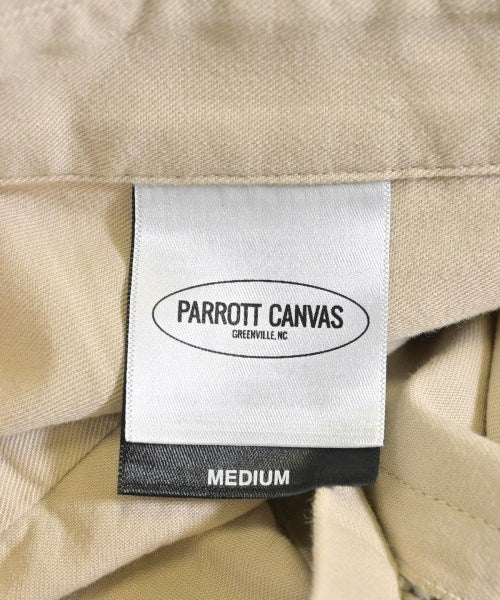 PARROTT CANVAS
GREENVILLE, NC
MEDIUM